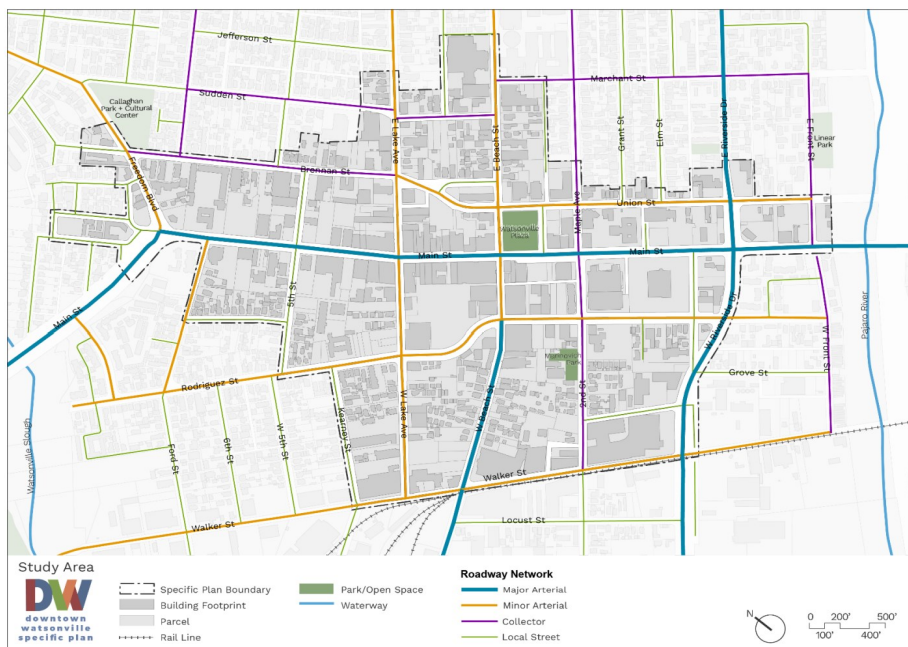 Jefferson St
Sudden St
Callaghan
Park + Cultural
Center
Freedom Blvd
Brennan St
E Lake Ave
E Beach St
Marchant St
Grant St
Elm St
E Riverside Dr
E Front St
Linear
Park
Maple Ave
Union St
Watsonville
Plaza
Main St
Main St
Main St
5th St
W Riverside Dr
W Front St
Pajaro River
Grove St
Marinovich
Park
2nd St
W Beach St
W Lake Ave
Rodriguez St
Kearney St
Ford St
6th St
W 5th St
Walker St
Walker St
Locust St
Watsonville Slough
Study Area
DW
downtown
watsonville
specific plan
Specific Plan Boundary
Building Footprint
Parcel
Rail Line
Park/Open Space
Waterway
Roadway Network
Major Arterial
Minor Arterial
Collector
Local Street
N
0 200' 500'
100' 400'